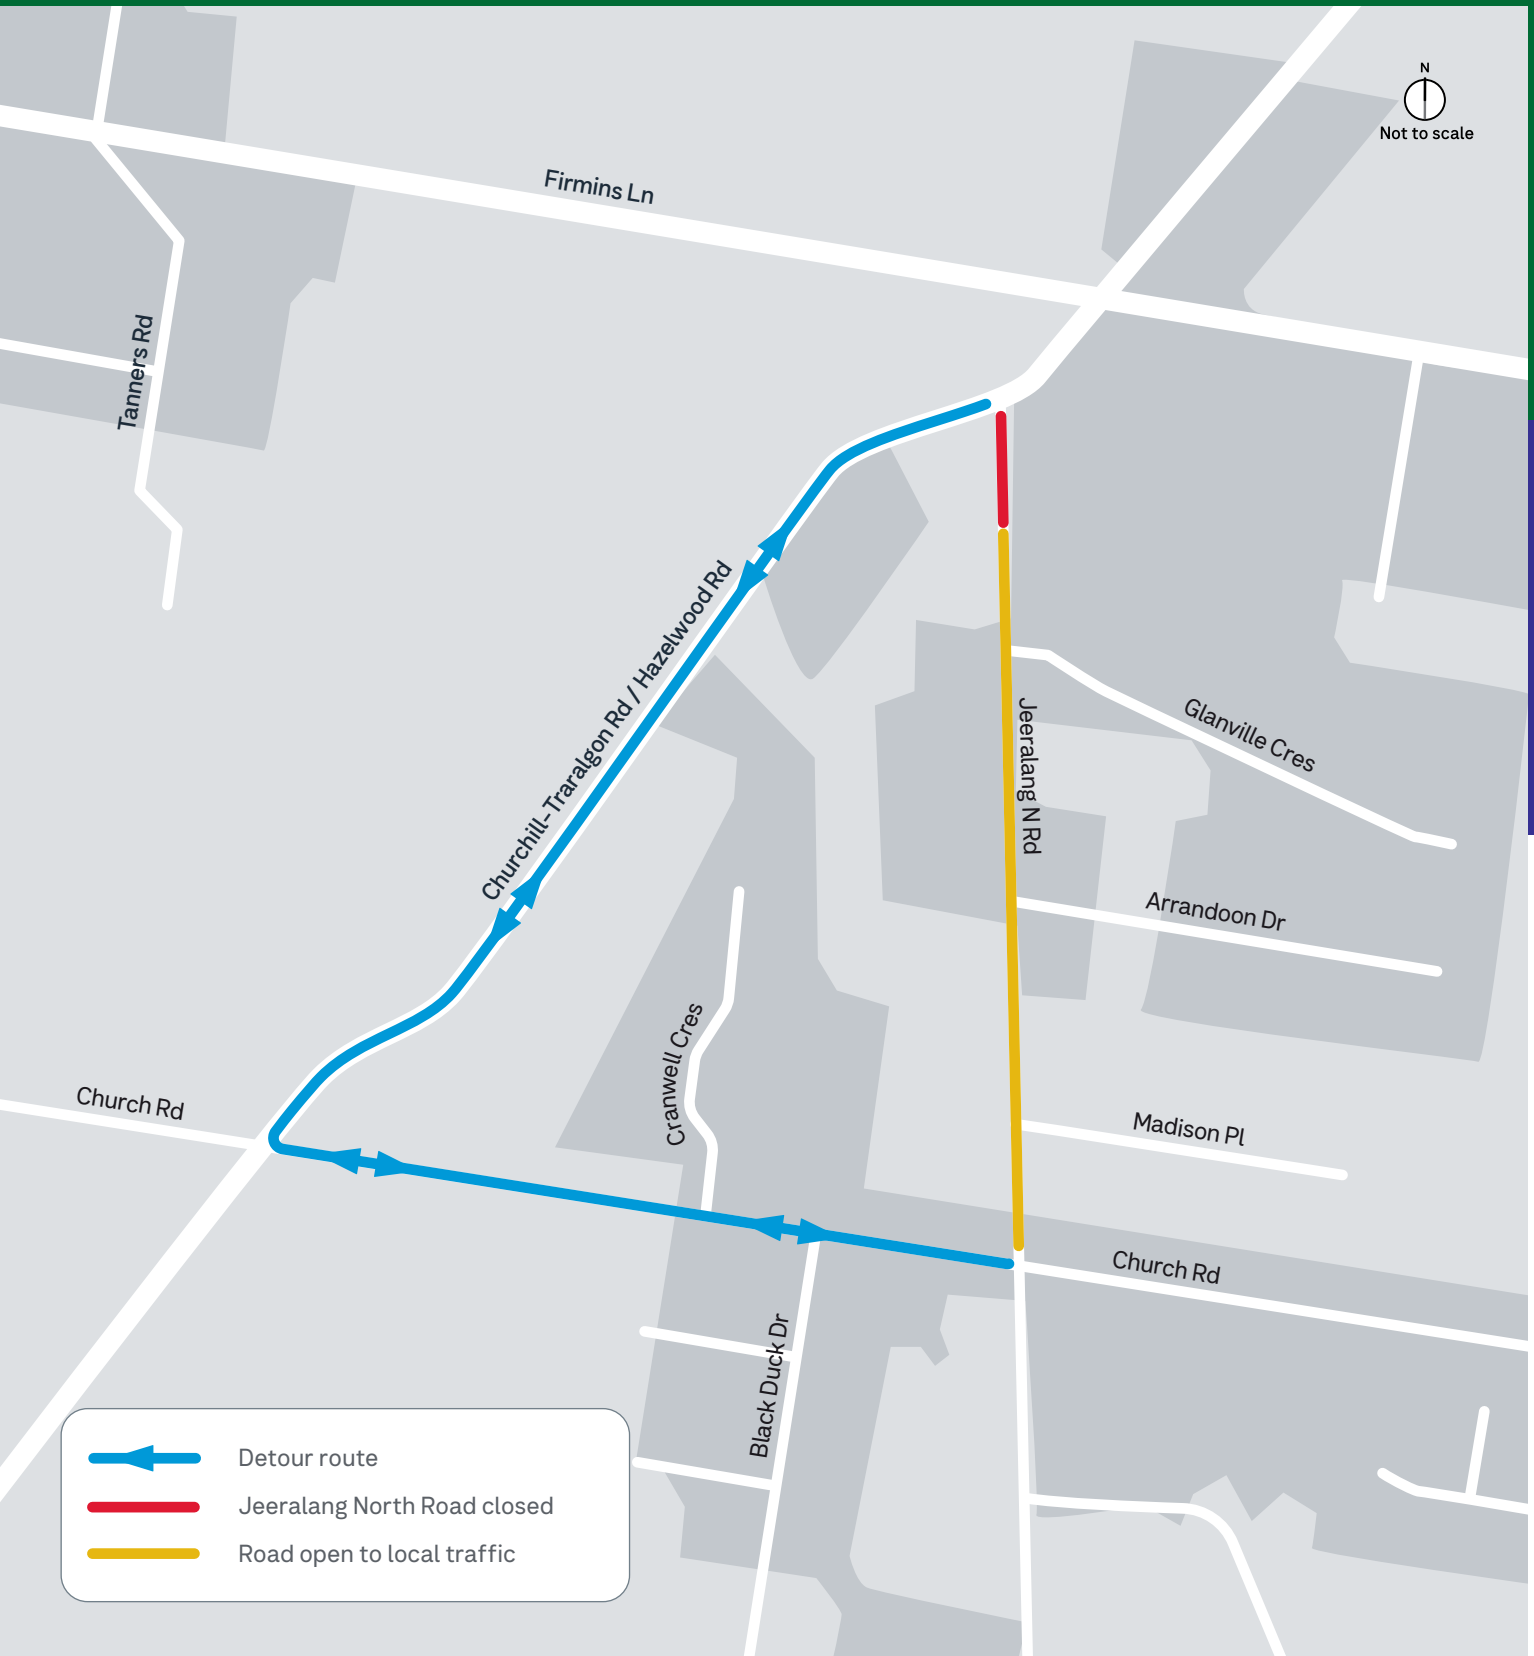 N
Not to scale
Firmins Ln
Tanners Rd
Churchill-Traralgon Rd / Hazelwood Rd
Jeeralang N Rd
Glanville Cres
Arrandoon Dr
Cranwell Cres
Church Rd
Madison Pl
Church Rd
Black Duck Dr
Detour route
Jeeralang North Road closed
Road open to local traffic